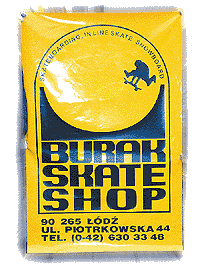 SKATEOARDING, IN LINE SKATE, SNOWBOARD
BURAK
SKATE
SHOP
90 265 ŁÓDŹ
UL. PIOTRKOWSKA 44
TEL. (0-42) 630 33 48